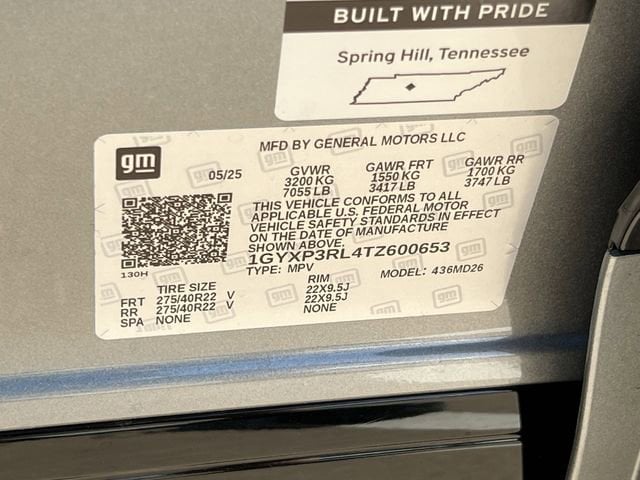 BUILT WITH PRIDE
Spring Hill, Tennessee
gm
MFD BY GENERAL MOTORS LLC
05/25
GVWR GAWR FRT GAWR RR
3200 KG 1550 KG 1700 KG
7055 LB 3417 LB 3747 LB
THIS VEHICLE CONFORMS TO ALL
APPLICABLE U.S. FEDERAL MOTOR
VEHICLE SAFETY STANDARDS IN EFFECT
ON THE DATE OF MANUFACTURE
SHOWN ABOVE.
1GYXP3RL4TZ600653
130H
TYPE: MPV MODEL: 436MD26
TIRE SIZE RIM
FRT 275/40R22 V 22X9.5J
RR 275/40R22 V 22X9.5J
SPA NONE NONE